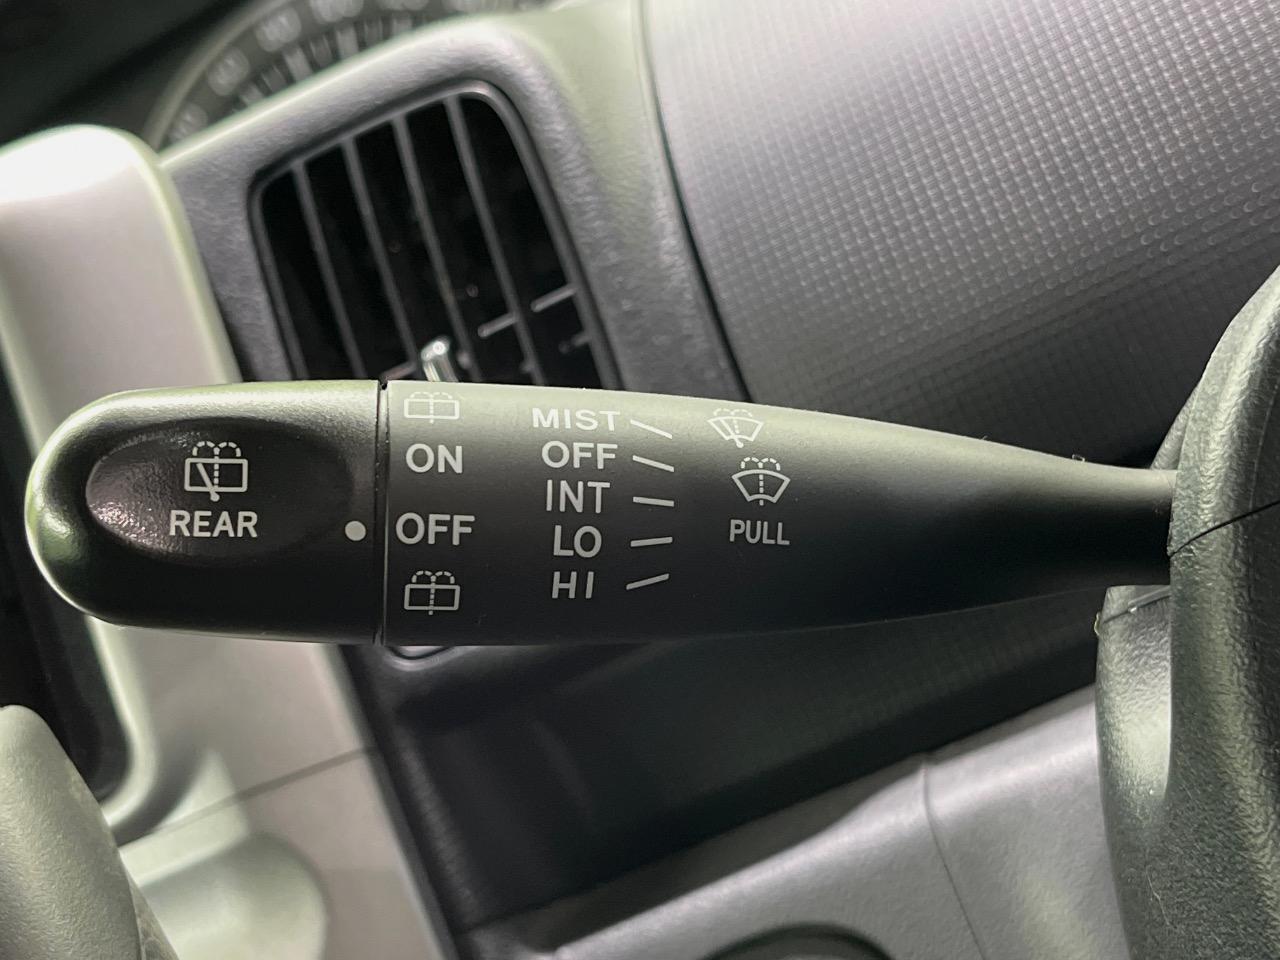 REAR
ON
OFF
MIST
OFF
INT
LO
HI
PULL